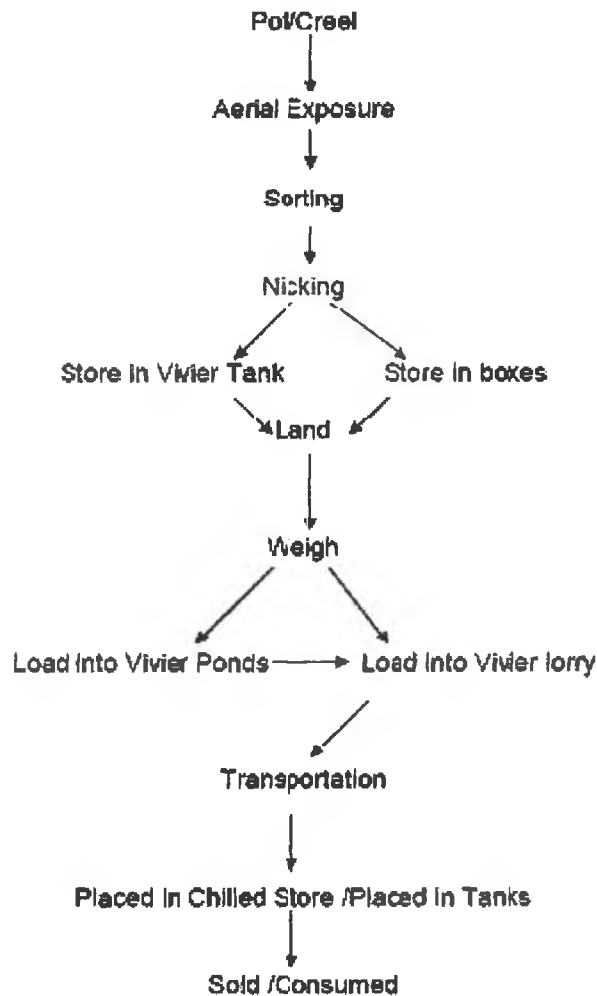 Pot/Creel
Aerial Exposure
Sorting
Nicking
Store in Vivier Tank Store in boxes
Land
Weigh
Load into Vivier Ponds Load into Vivier lorry
Transportation
Placed in Chilled Store /Placed in Tanks
Sold /Consumed